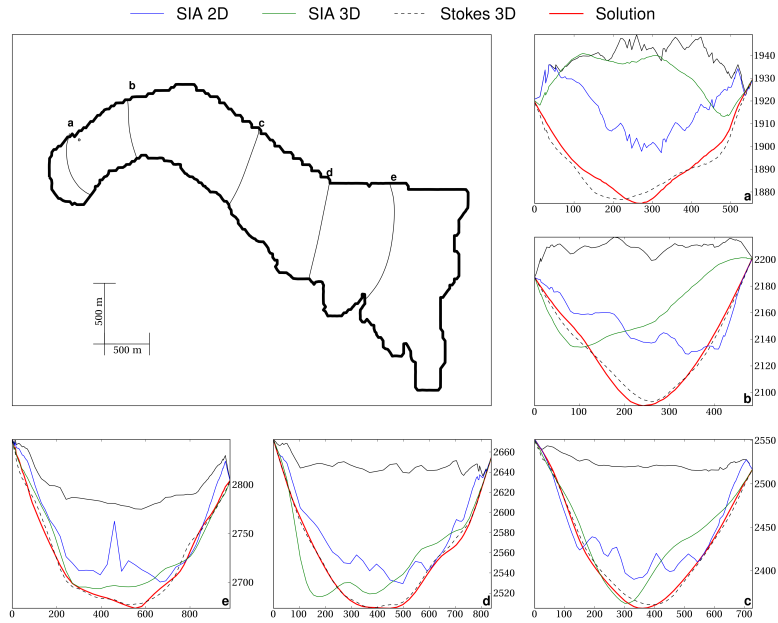 SIA 2D SIA 3D Stokes 3D Solution
a
b
c
d
e
500 m
500 m
1940
1930
1920
1910
1900
1890
1880
0 100 200 300 400 500
a
2200
2180
2160
2140
2120
2100
0 100 200 300 400
b
2800
2750
2700
0 200 400 600 800
e
2660
2640
2620
2600
2580
2560
2540
2520
0 100 200 300 400 500 600 700 800
d
2550
2500
2450
2400
0 100 200 300 400 500 600 700
c